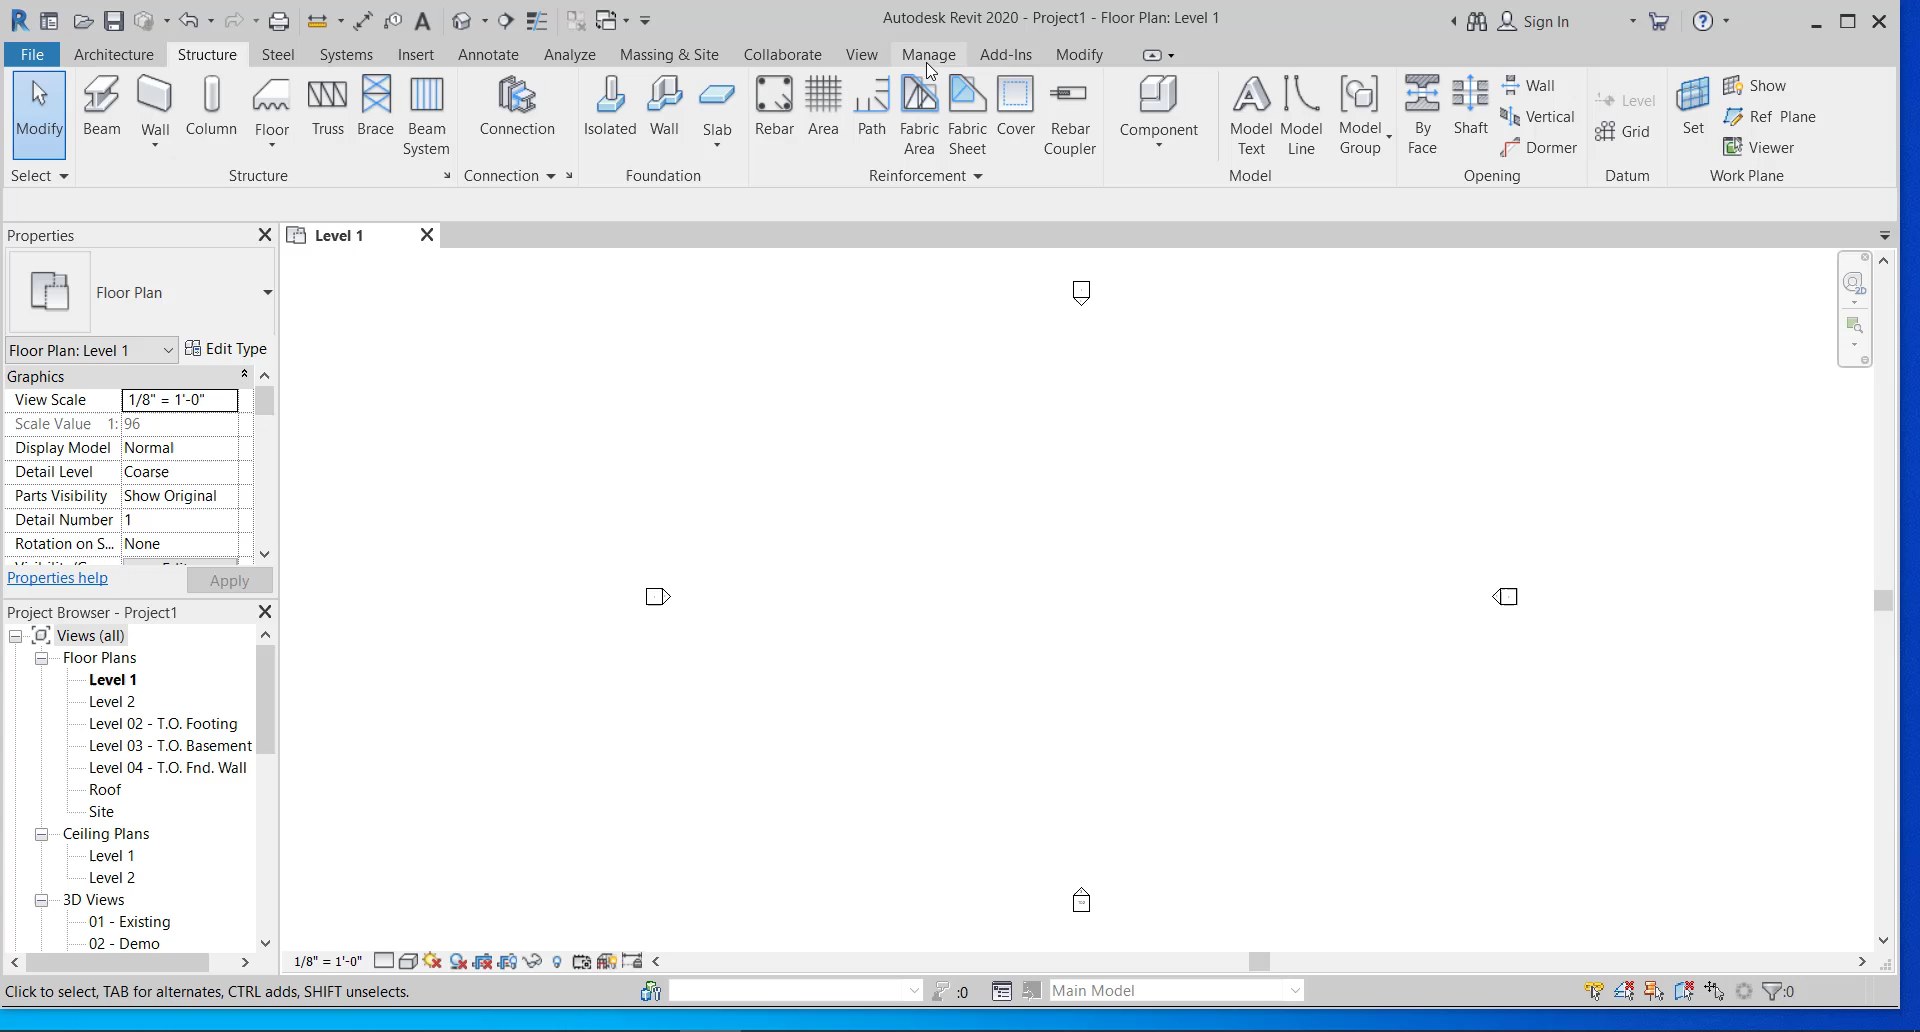 Autodesk Revit 2020 - Project1 - Floor Plan: Level 1
Sign In
File Architecture Structure Steel Systems Insert Annotate Analyze Massing & Site Collaborate View Manage Add-Ins Modify
Modify
Beam
Wall
Column
Floor
Truss
Brace
Beam System
Connection
Isolated
Wall
Slab
Rebar
Area
Path
Fabric Area
Fabric Sheet
Cover
Rebar Coupler
Component
Model Text
Model Line
Model Group
By Face
Shaft
Wall
Vertical
Dormer
Level
Grid
Set
Show
Ref Plane
Viewer
Select
Structure
Connection
Foundation
Reinforcement
Model
Opening
Datum
Work Plane
Properties
Level 1
Floor Plan
Floor Plan: Level 1
Edit Type
Graphics
View Scale 1/8" = 1'-0"
Scale Value 1: 96
Display Model Normal
Detail Level Coarse
Parts Visibility Show Original
Detail Number 1
Rotation on S... None
Properties help
Apply
Project Browser - Project1
Views (all)
Floor Plans
Level 1
Level 2
Level 02 - T.O. Footing
Level 03 - T.O. Basement
Level 04 - T.O. Fnd. Wall
Roof
Site
Ceiling Plans
Level 1
Level 2
3D Views
01 - Existing
02 - Demo
2D
1/8" = 1'-0"
Click to select, TAB for alternates, CTRL adds, SHIFT unselects.
:0
Main Model
:0